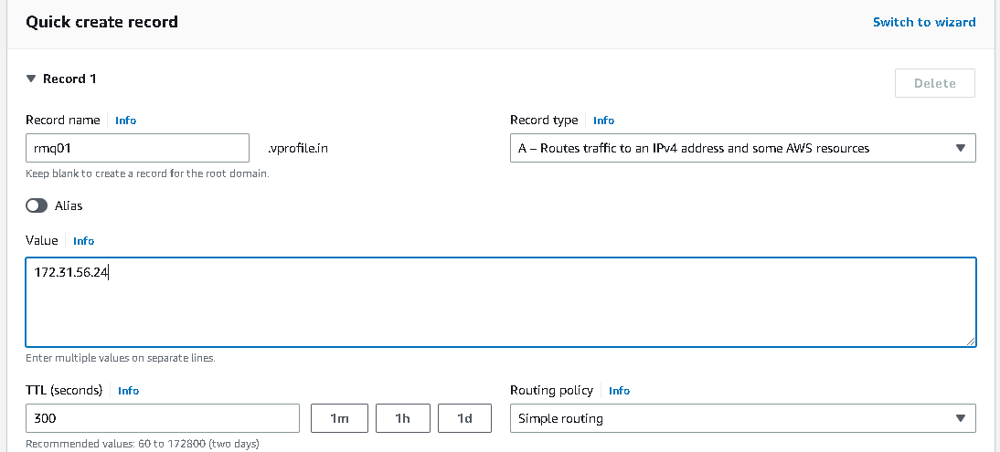 Quick create record
Switch to wizard
Record 1
Delete
Record name Info
Record type Info
rmq01 .vprofile.in
A – Routes traffic to an IPv4 address and some AWS resources
Keep blank to create a record for the root domain.
Alias
Value Info
172.31.56.24
Enter multiple values on separate lines.
TTL (seconds) Info
Routing policy Info
300 1m 1h 1d
Simple routing
Recommended values: 60 to 172800 (two days)